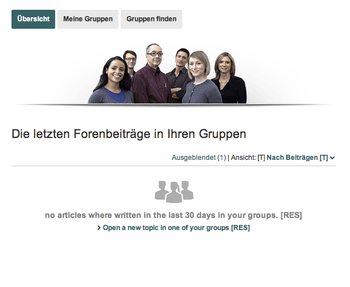 Übersicht Meine Gruppen Gruppen finden
Die letzten Forenbeiträge in Ihren Gruppen
Ausgeblendet (1) | Ansicht: [T] Nach Beiträgen [T]
no articles where written in the last 30 days in your groups. [RES]
Open a new topic in one of your groups [RES]